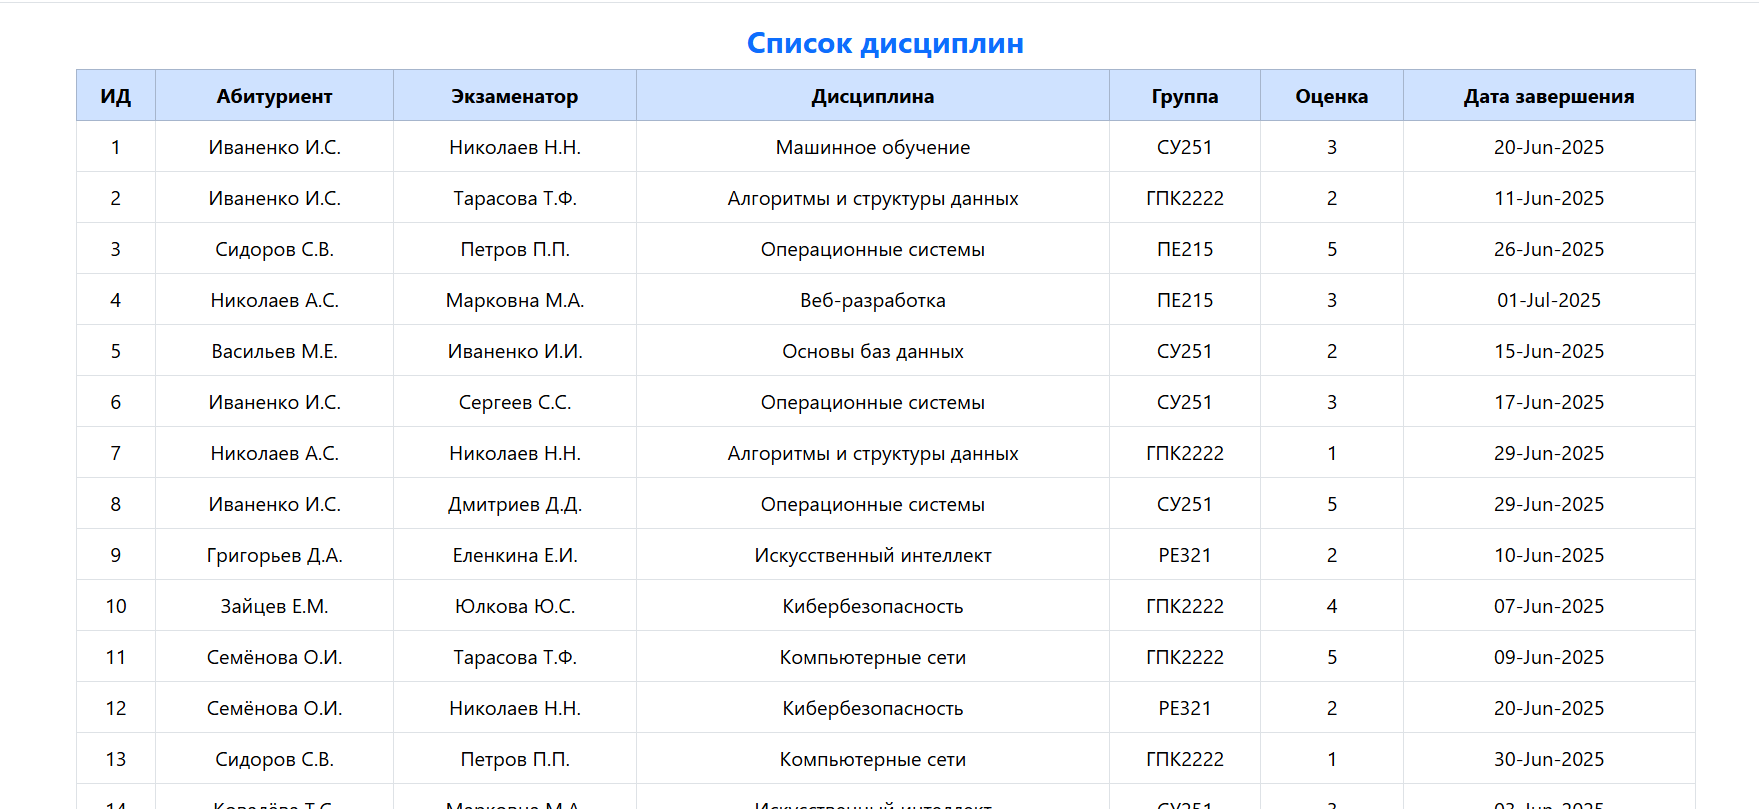 Список дисциплин
ИД Абитуриент Экзаменатор Дисциплина Группа Оценка Дата завершения
1 Иваненко И.С. Николаев Н.Н. Машинное обучение СУ251 3 20-Jun-2025
2 Иваненко И.С. Тарасова Т.Ф. Алгоритмы и структуры данных ГПК2222 2 11-Jun-2025
3 Сидоров С.В. Петров П.П. Операционные системы ПЕ215 5 26-Jun-2025
4 Николаев А.С. Марковна М.А. Веб-разработка ПЕ215 3 01-Jul-2025
5 Васильев М.Е. Иваненко И.И. Основы баз данных СУ251 2 15-Jun-2025
6 Иваненко И.С. Сергеев С.С. Операционные системы СУ251 3 17-Jun-2025
7 Николаев А.С. Николаев Н.Н. Алгоритмы и структуры данных ГПК2222 1 29-Jun-2025
8 Иваненко И.С. Дмитриев Д.Д. Операционные системы СУ251 5 29-Jun-2025
9 Григорьев Д.А. Еленкина Е.И. Искусственный интеллект РЕ321 2 10-Jun-2025
10 Зайцев Е.М. Юлкова Ю.С. Кибербезопасность ГПК2222 4 07-Jun-2025
11 Семёнова О.И. Тарасова Т.Ф. Компьютерные сети ГПК2222 5 09-Jun-2025
12 Семёнова О.И. Николаев Н.Н. Кибербезопасность РЕ321 2 20-Jun-2025
13 Сидоров С.В. Петров П.П. Компьютерные сети ГПК2222 1 30-Jun-2025
14 Ковалёва Т.С. Марковна М.А. Искусственный интеллект СУ251